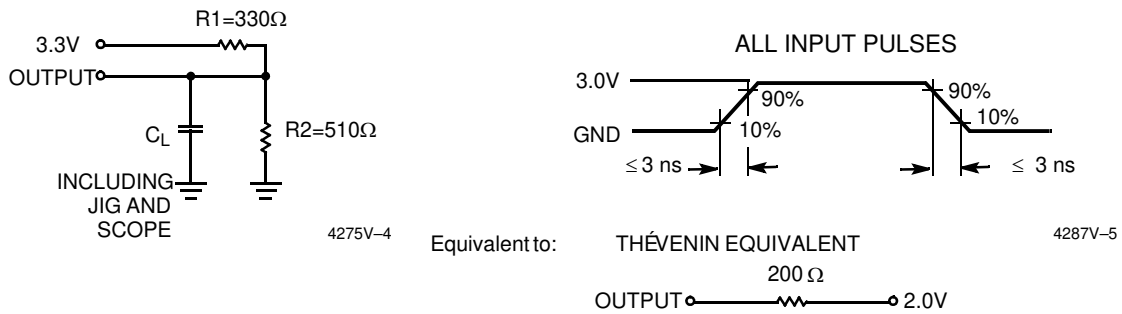 R1=330Ω
3.3V
OUTPUT
CL
R2=510Ω
INCLUDING
JIG AND
SCOPE
4275V–4
ALL INPUT PULSES
3.0V
90%
10%
GND
≤ 3 ns
90%
10%
≤ 3 ns
4287V–5
Equivalent to:
THÉVENIN EQUIVALENT
200 Ω
OUTPUT
2.0V